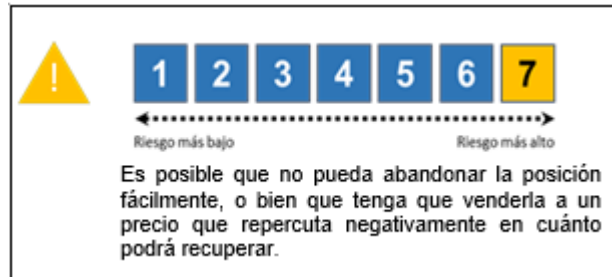 !
1 2 3 4 5 6 7
Riesgo más bajo Riesgo más alto
Es posible que no pueda abandonar la posición
fácilmente, o bien que tenga que venderla a un
precio que repercuta negativamente en cuánto
podrá recuperar.